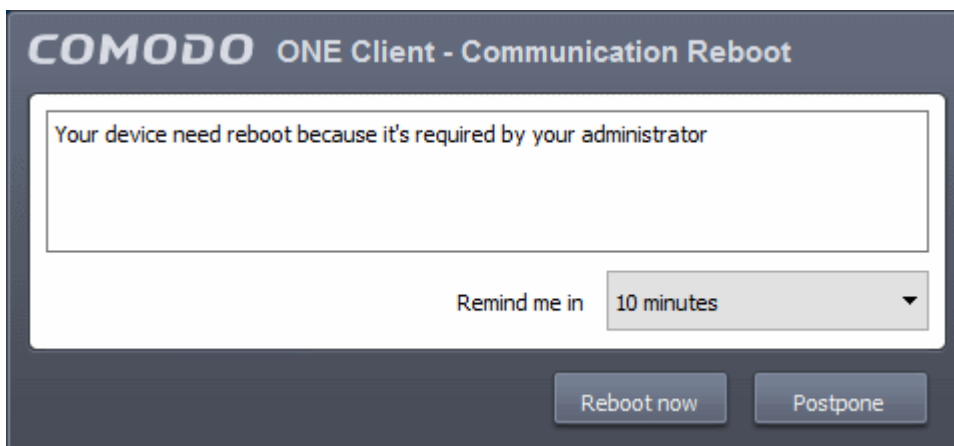 COMODO ONE Client - Communication Reboot
Your device need reboot because it's required by your administrator
Remind me in 10 minutes
Reboot now Postpone